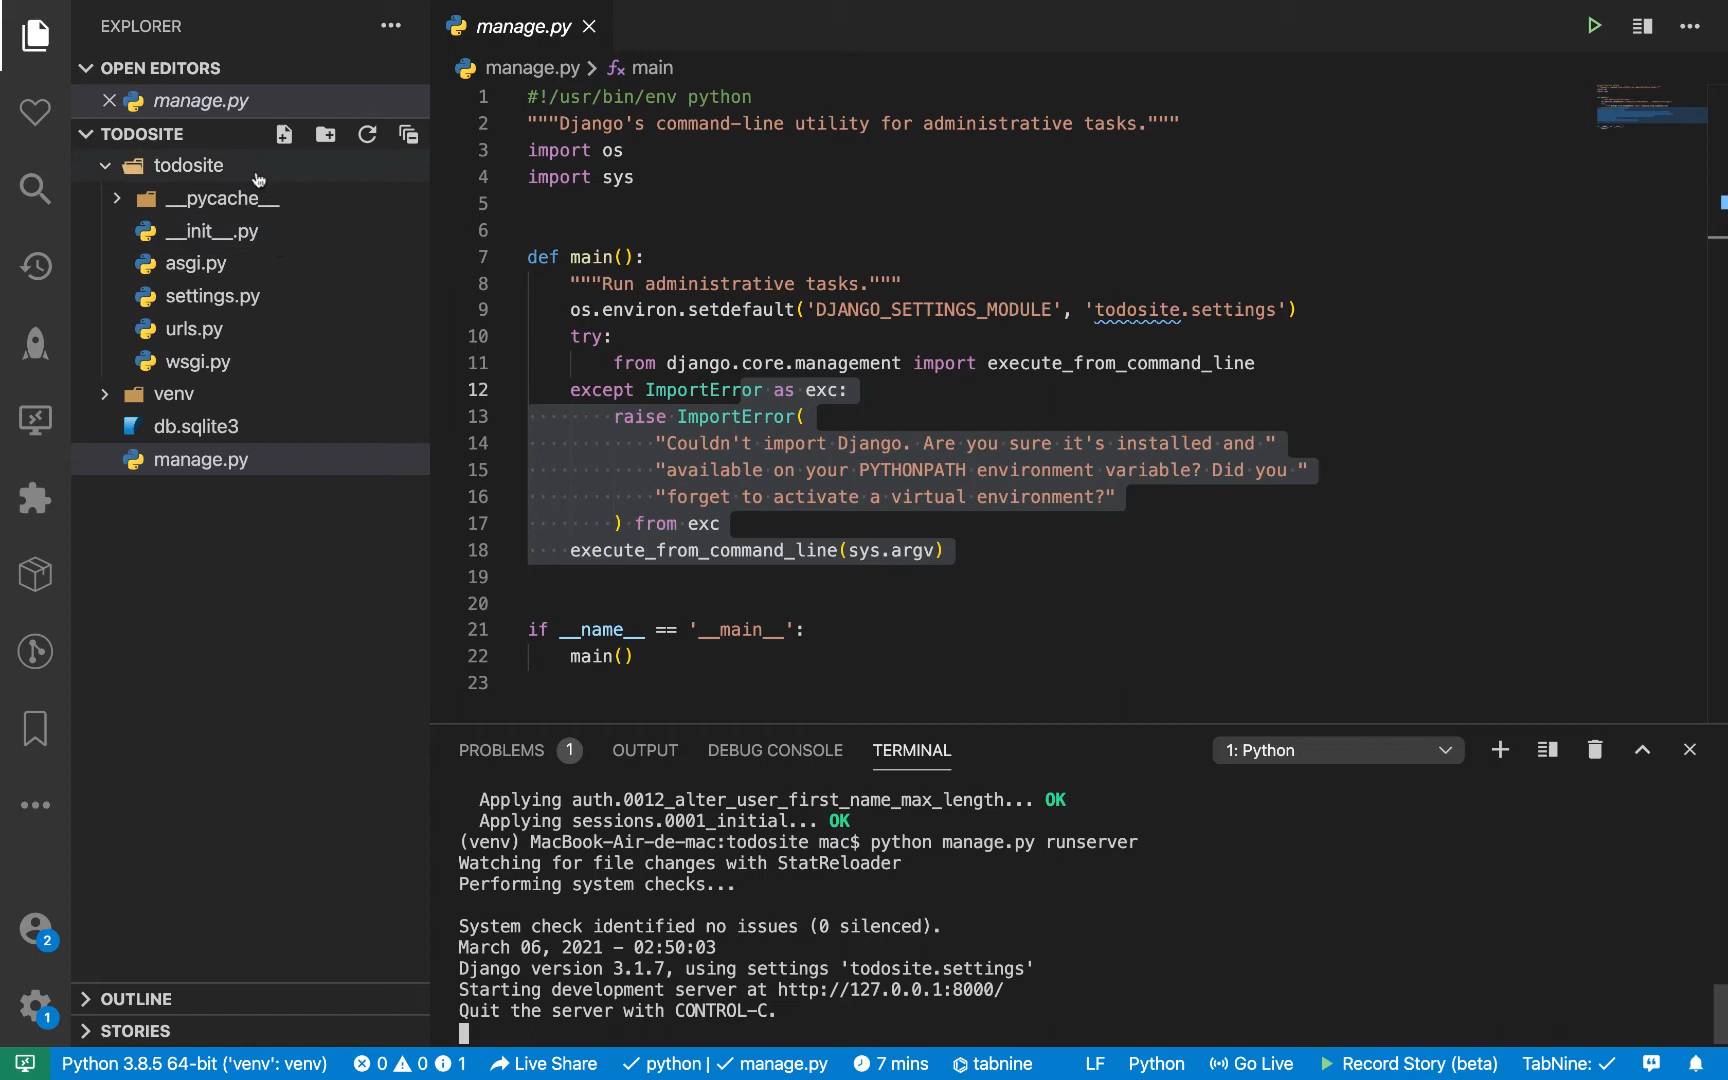 EXPLORER
OPEN EDITORS
manage.py
TODOSITE
todosite
__pycache__
__init__.py
asgi.py
settings.py
urls.py
wsgi.py
venv
db.sqlite3
manage.py
OUTLINE
STORIES
2
1
manage.py
manage.py > main
1 #!/usr/bin/env python
2 """Django's command-line utility for administrative tasks."""
3 import os
4 import sys
5
6
7 def main():
8 """Run administrative tasks."""
9 os.environ.setdefault('DJANGO_SETTINGS_MODULE', 'todosite.settings')
10 try:
11 from django.core.management import execute_from_command_line
12 except ImportError as exc:
13 raise ImportError(
14 "Couldn't import Django. Are you sure it's installed and "
15 "available on your PYTHONPATH environment variable? Did you "
16 "forget to activate a virtual environment?"
17 ) from exc
18 execute_from_command_line(sys.argv)
19
20
21 if __name__ == '__main__':
22 main()
23
PROBLEMS 1 OUTPUT DEBUG CONSOLE TERMINAL 1: Python
Applying auth.0012_alter_user_first_name_max_length... OK
Applying sessions.0001_initial... OK
(venv) MacBook-Air-de-mac:todosite mac$ python manage.py runserver
Watching for file changes with StatReloader
Performing system checks...
System check identified no issues (0 silenced).
March 06, 2021 - 02:50:03
Django version 3.1.7, using settings 'todosite.settings'
Starting development server at http://127.0.0.1:8000/
Quit the server with CONTROL-C.
Python 3.8.5 64-bit ('venv': venv) 0 0 1 Live Share ✓ python | ✓ manage.py 7 mins tabnine LF Python Go Live Record Story (beta) TabNine: ✓